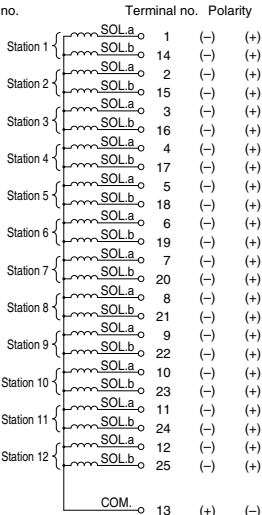 no. Terminal no. Polarity
Station 1 SOL.a 1 (–) (+)
SOL.b 14 (–) (+)
Station 2 SOL.a 2 (–) (+)
SOL.b 15 (–) (+)
Station 3 SOL.a 3 (–) (+)
SOL.b 16 (–) (+)
Station 4 SOL.a 4 (–) (+)
SOL.b 17 (–) (+)
Station 5 SOL.a 5 (–) (+)
SOL.b 18 (–) (+)
Station 6 SOL.a 6 (–) (+)
SOL.b 19 (–) (+)
Station 7 SOL.a 7 (–) (+)
SOL.b 20 (–) (+)
Station 8 SOL.a 8 (–) (+)
SOL.b 21 (–) (+)
Station 9 SOL.a 9 (–) (+)
SOL.b 22 (–) (+)
Station 10 SOL.a 10 (–) (+)
SOL.b 23 (–) (+)
Station 11 SOL.a 11 (–) (+)
SOL.b 24 (–) (+)
Station 12 SOL.a 12 (–) (+)
SOL.b 25 (–) (+)
COM. 13 (+) (–)